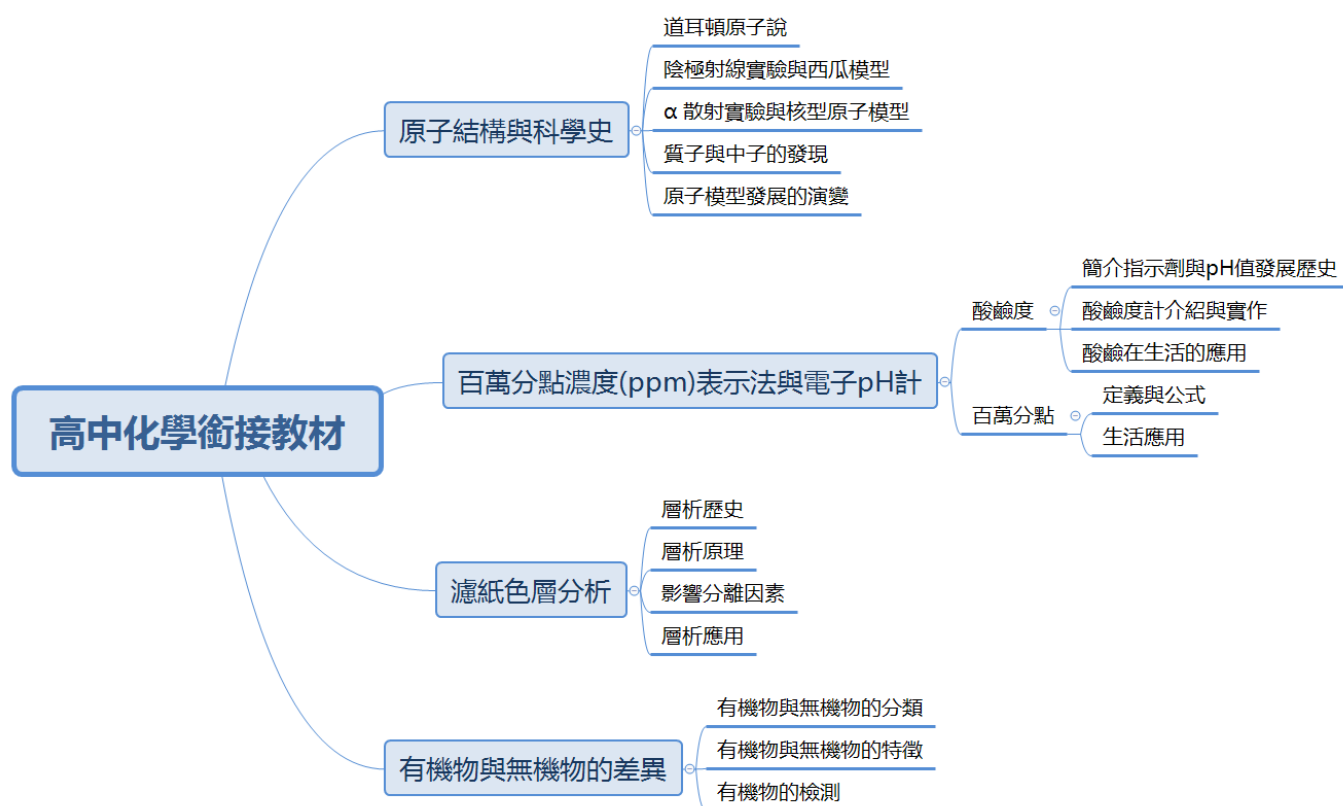 高中化學銜接教材
原子結構與科學史
道耳頓原子說
陰極射線實驗與西瓜模型
α 散射實驗與核型原子模型
質子與中子的發現
原子模型發展的演變
百萬分點濃度(ppm)表示法與電子pH計
酸鹼度
簡介指示劑與pH值發展歷史
酸鹼度計介紹與實作
酸鹼在生活的應用
百萬分點
定義與公式
生活應用
濾紙色層分析
層析歷史
層析原理
影響分離因素
層析應用
有機物與無機物的差異
有機物與無機物的分類
有機物與無機物的特徵
有機物的檢測